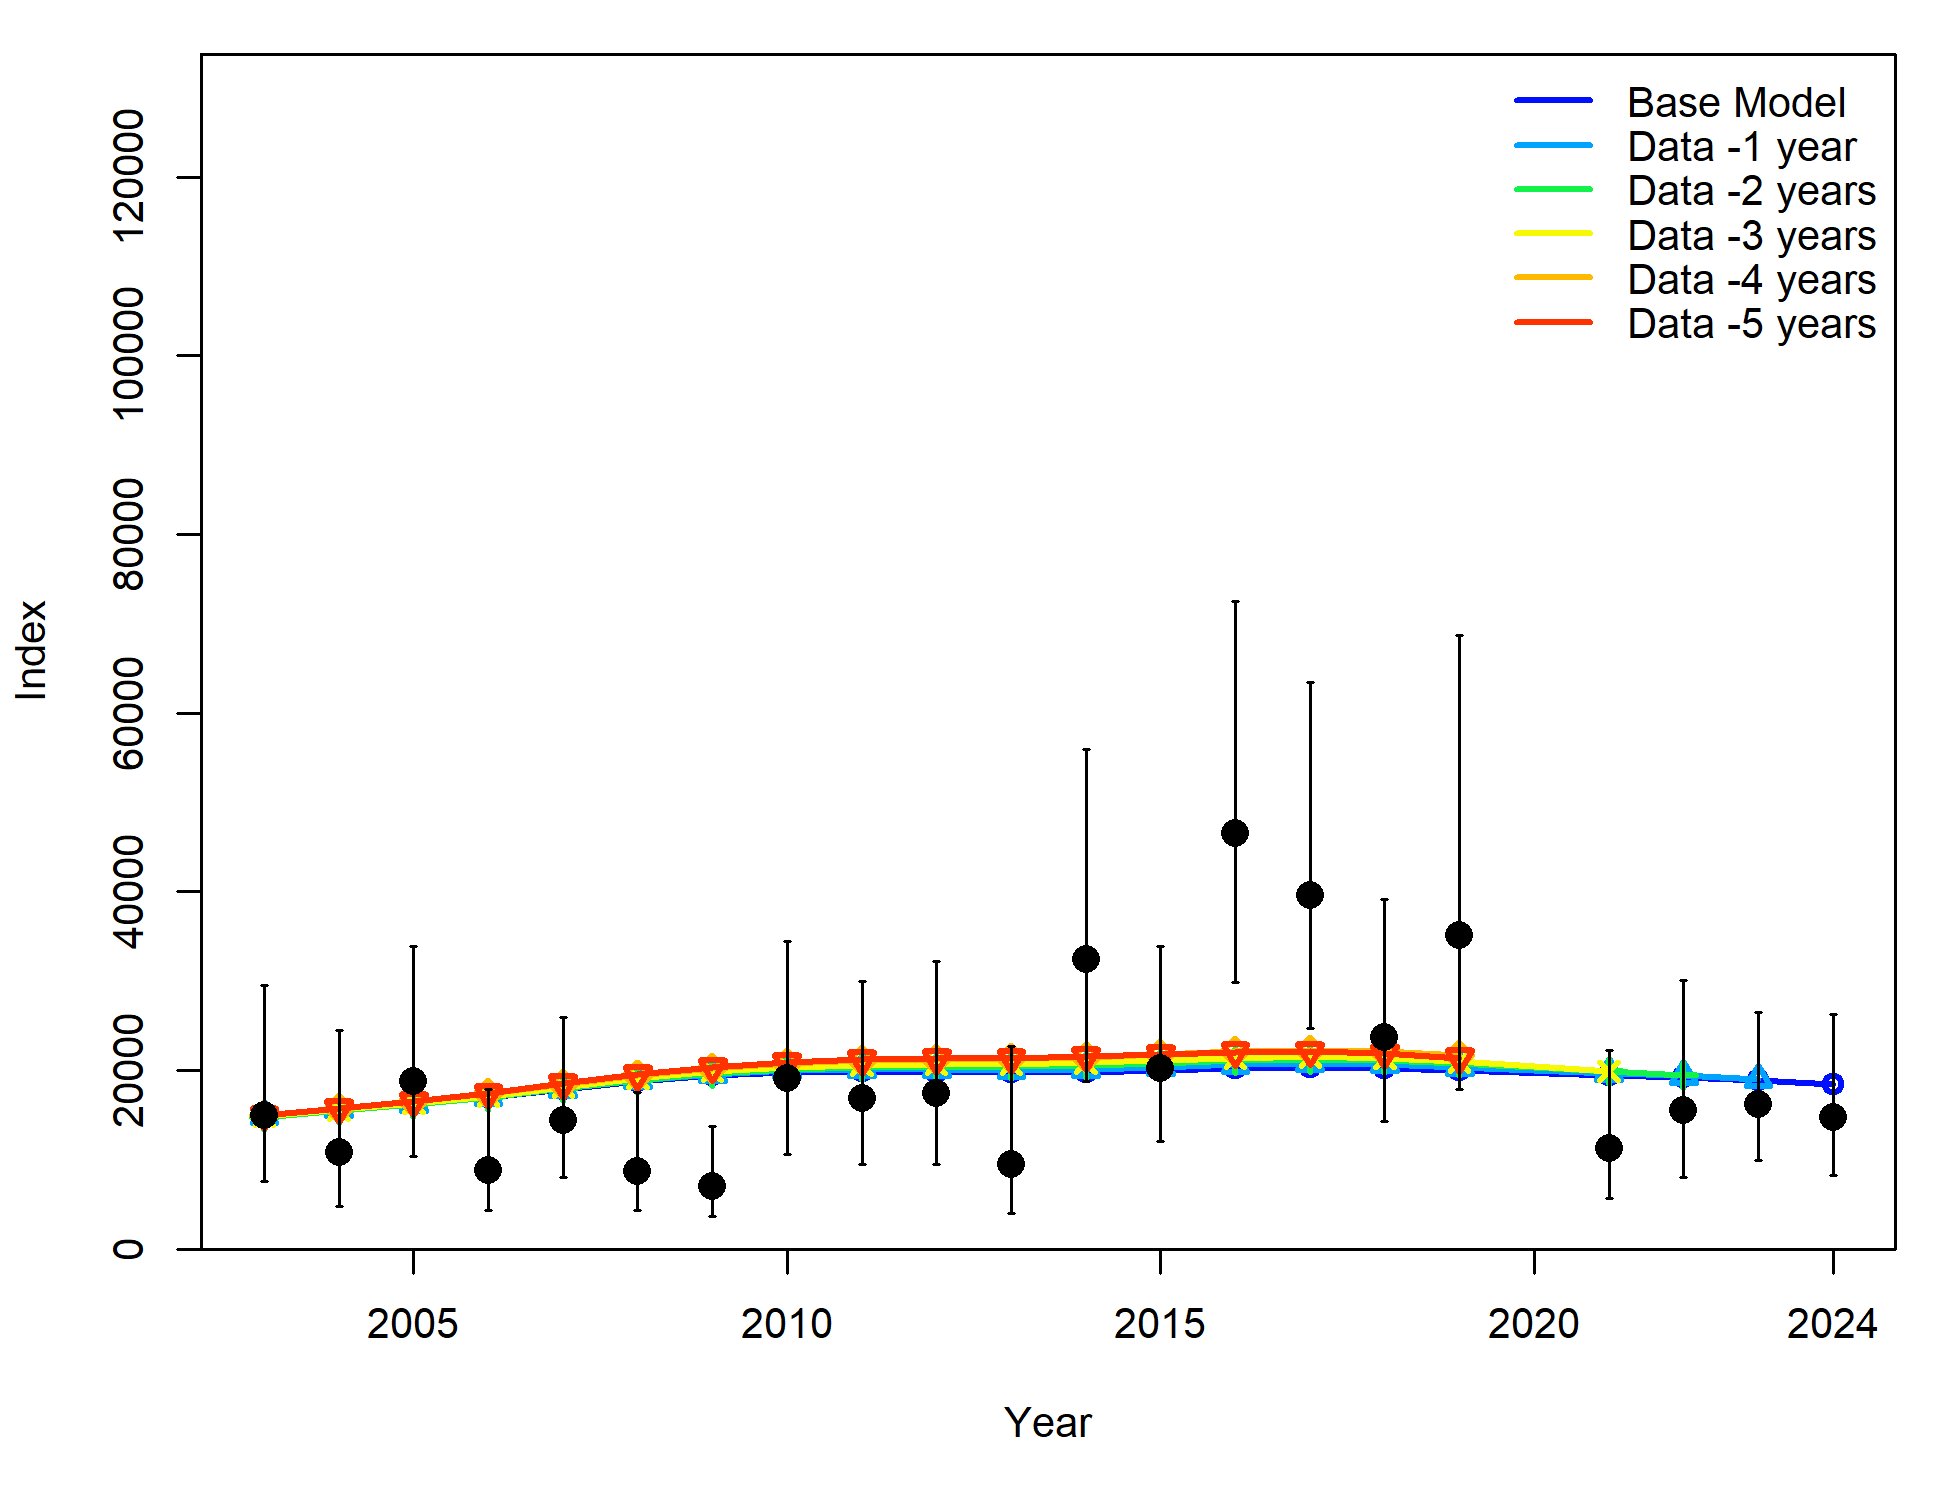 Base Model
Data -1 year
Data -2 years
Data -3 years
Data -4 years
Data -5 years
120000
100000
80000
60000
40000
20000
0
Index
2005 2010 2015 2020 2024
Year